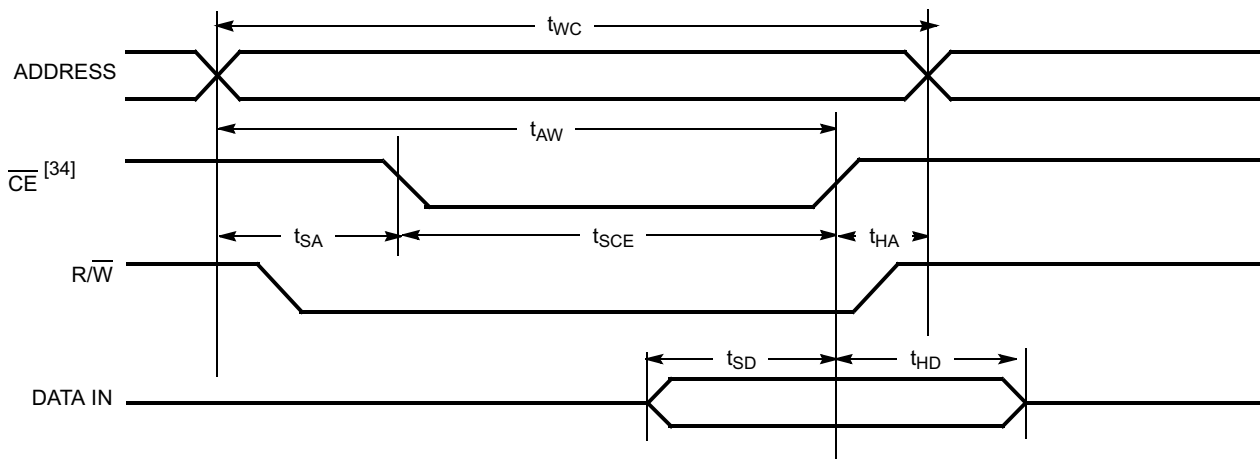 tWC
ADDRESS
tAW
CE [34]
tSA tSCE tHA
R/W
tSD tHD
DATA IN